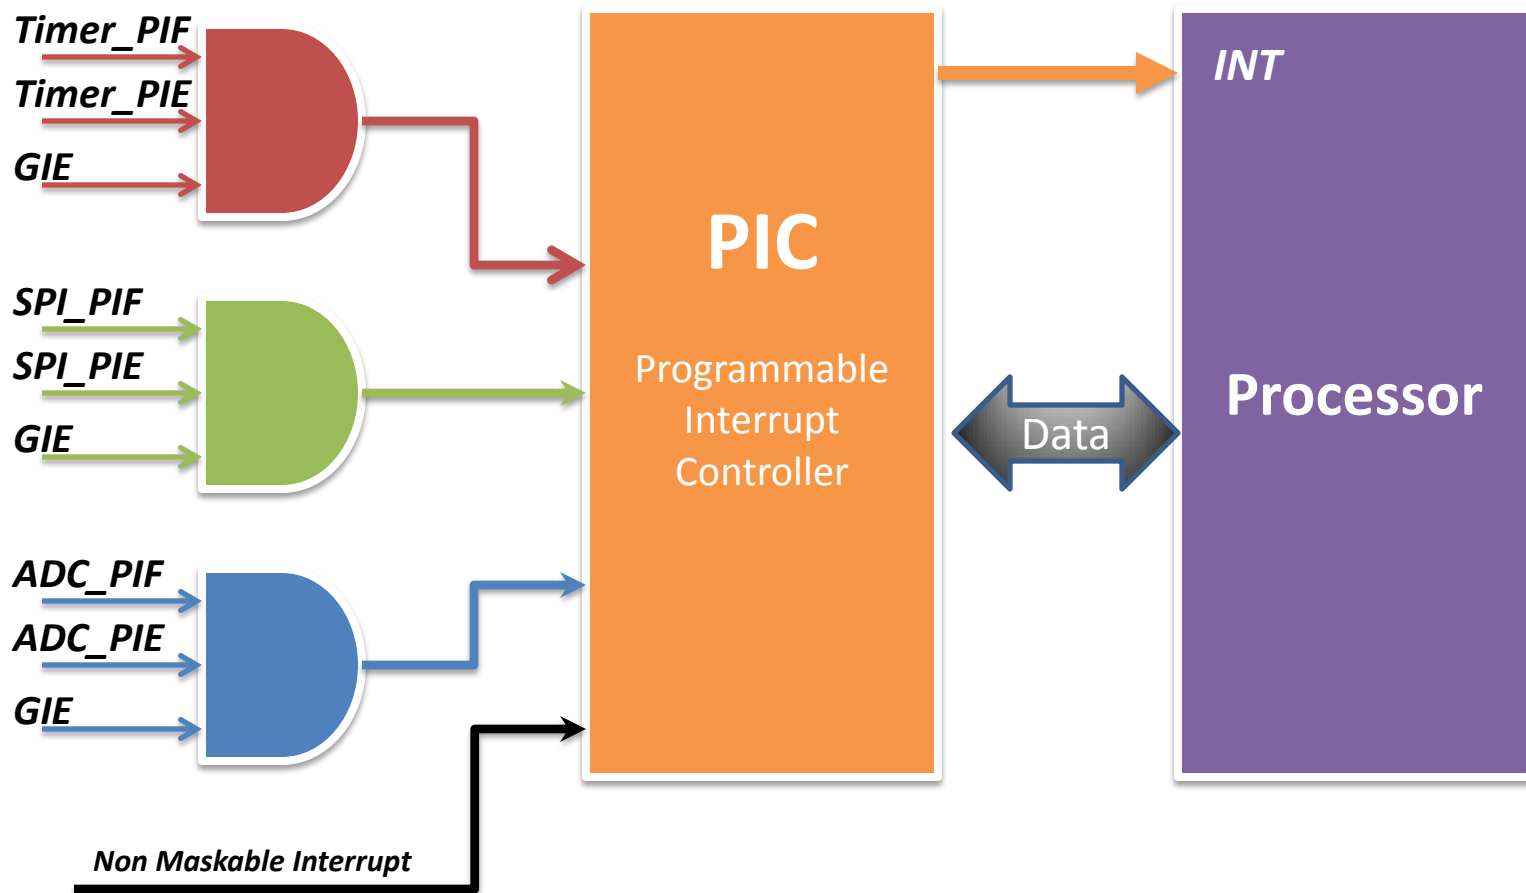 Timer_PIF
Timer_PIE
GIE
SPI_PIF
SPI_PIE
GIE
ADC_PIF
ADC_PIE
GIE
Non Maskable Interrupt
PIC
Programmable
Interrupt
Controller
Data
INT
Processor